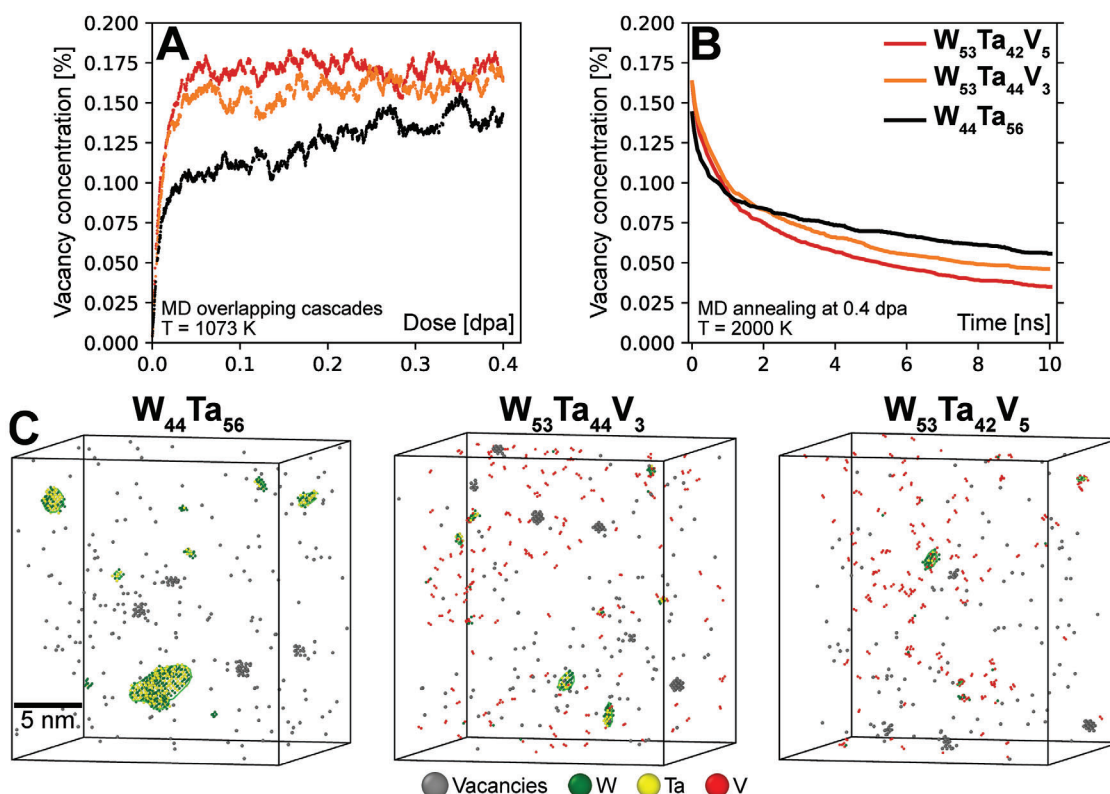 A
Vacancy concentration [%]
0.200
0.175
0.150
0.125
0.100
0.075
0.050
0.025
0.000
MD overlapping cascades
T = 1073 K
Dose [dpa]
0.0 0.1 0.2 0.3 0.4
B
Vacancy concentration [%]
0.200
0.175
0.150
0.125
0.100
0.075
0.050
0.025
0.000
W53Ta42V5
W53Ta44V3
W44Ta56
MD annealing at 0.4 dpa
T = 2000 K
Time [ns]
0 2 4 6 8 10
C
W44Ta56
W53Ta44V3
W53Ta42V5
5 nm
Vacancies W Ta V